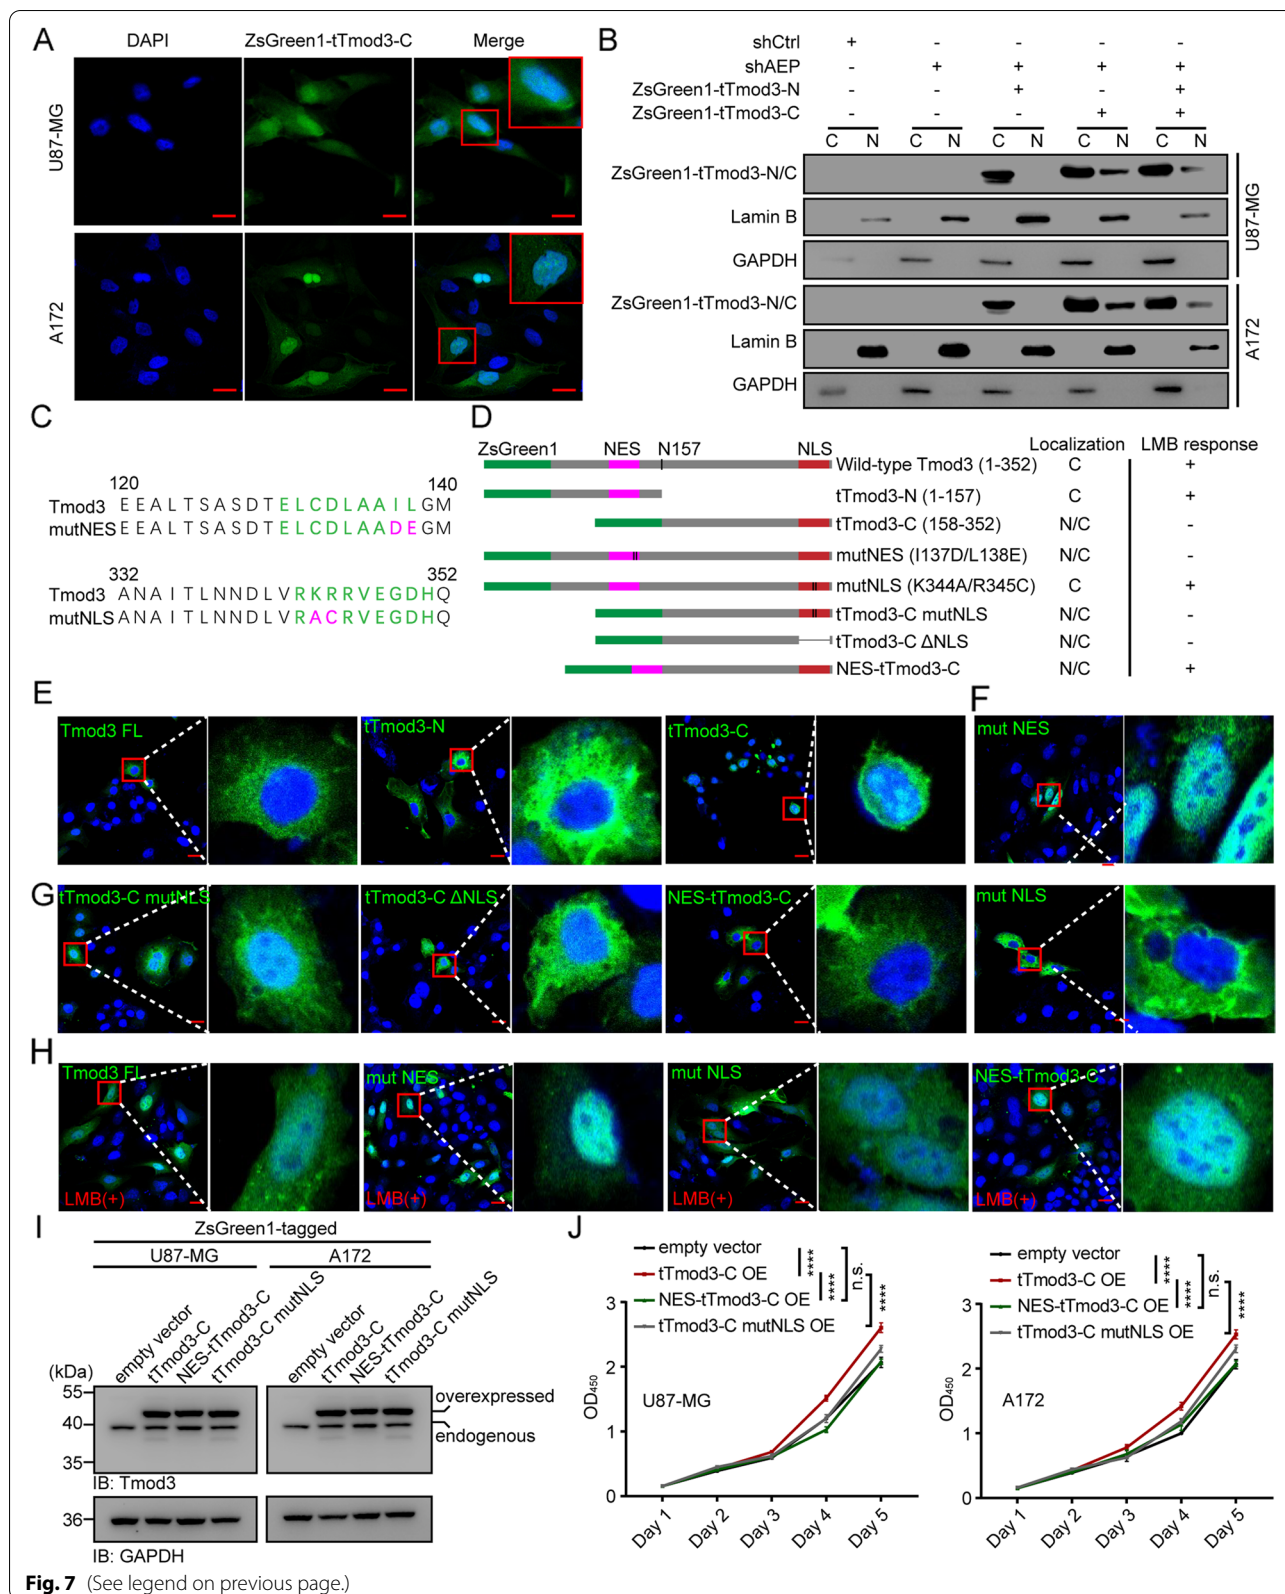 A
DAPI
ZsGreen1-tTmod3-C
Merge
U87-MG
A172
B
shCtrl + - - - -
shAEP - + + + +
ZsGreen1-tTmod3-N - - + - +
ZsGreen1-tTmod3-C - - - + +
C N C N C N C N C N
ZsGreen1-tTmod3-N/C
Lamin B
GAPDH
U87-MG
ZsGreen1-tTmod3-N/C
Lamin B
GAPDH
A172
C
120 140
Tmod3 EEALTSASDTELCDLAAILGM
mutNES EEALTSASDTELCDLAADEGM
332 352
Tmod3 ANAITLNNDLVRKRRVEGDHQ
mutNLS ANAITLNNDLVRACRVEGDHQ
D
Localization LMB response
ZsGreen1 NES N157 NLS
Wild-type Tmod3 (1-352) C +
tTmod3-N (1-157) C +
tTmod3-C (158-352) N/C -
mutNES (I137D/L138E) N/C -
mutNLS (K344A/R345C) C +
tTmod3-C mutNLS N/C -
tTmod3-C ΔNLS N/C -
NES-tTmod3-C N/C +
E
Tmod3 FL
tTmod3-N
tTmod3-C
F
mut NES
G
tTmod3-C mutNLS
tTmod3-C ΔNLS
NES-tTmod3-C
mut NLS
H
Tmod3 FL
LMB(+)
mut NES
LMB(+)
mut NLS
LMB(+)
NES-tTmod3-C
LMB(+)
I
ZsGreen1-tagged
U87-MG A172
empty vector
tTmod3-C
NES-tTmod3-C
tTmod3-C mutNLS
empty vector
tTmod3-C
NES-tTmod3-C
tTmod3-C mutNLS
(kDa)
55
40
35
overexpressed
endogenous
IB: Tmod3
36
IB: GAPDH
J
empty vector
tTmod3-C OE
NES-tTmod3-C OE
tTmod3-C mutNLS OE
****
****
n.s.
****
3
2
1
0
OD450
U87-MG
Day 1
Day 2
Day 3
Day 4
Day 5
empty vector
tTmod3-C OE
NES-tTmod3-C OE
tTmod3-C mutNLS OE
****
****
n.s.
****
3
2
1
0
OD450
A172
Day 1
Day 2
Day 3
Day 4
Day 5
Fig. 7 (See legend on previous page.)